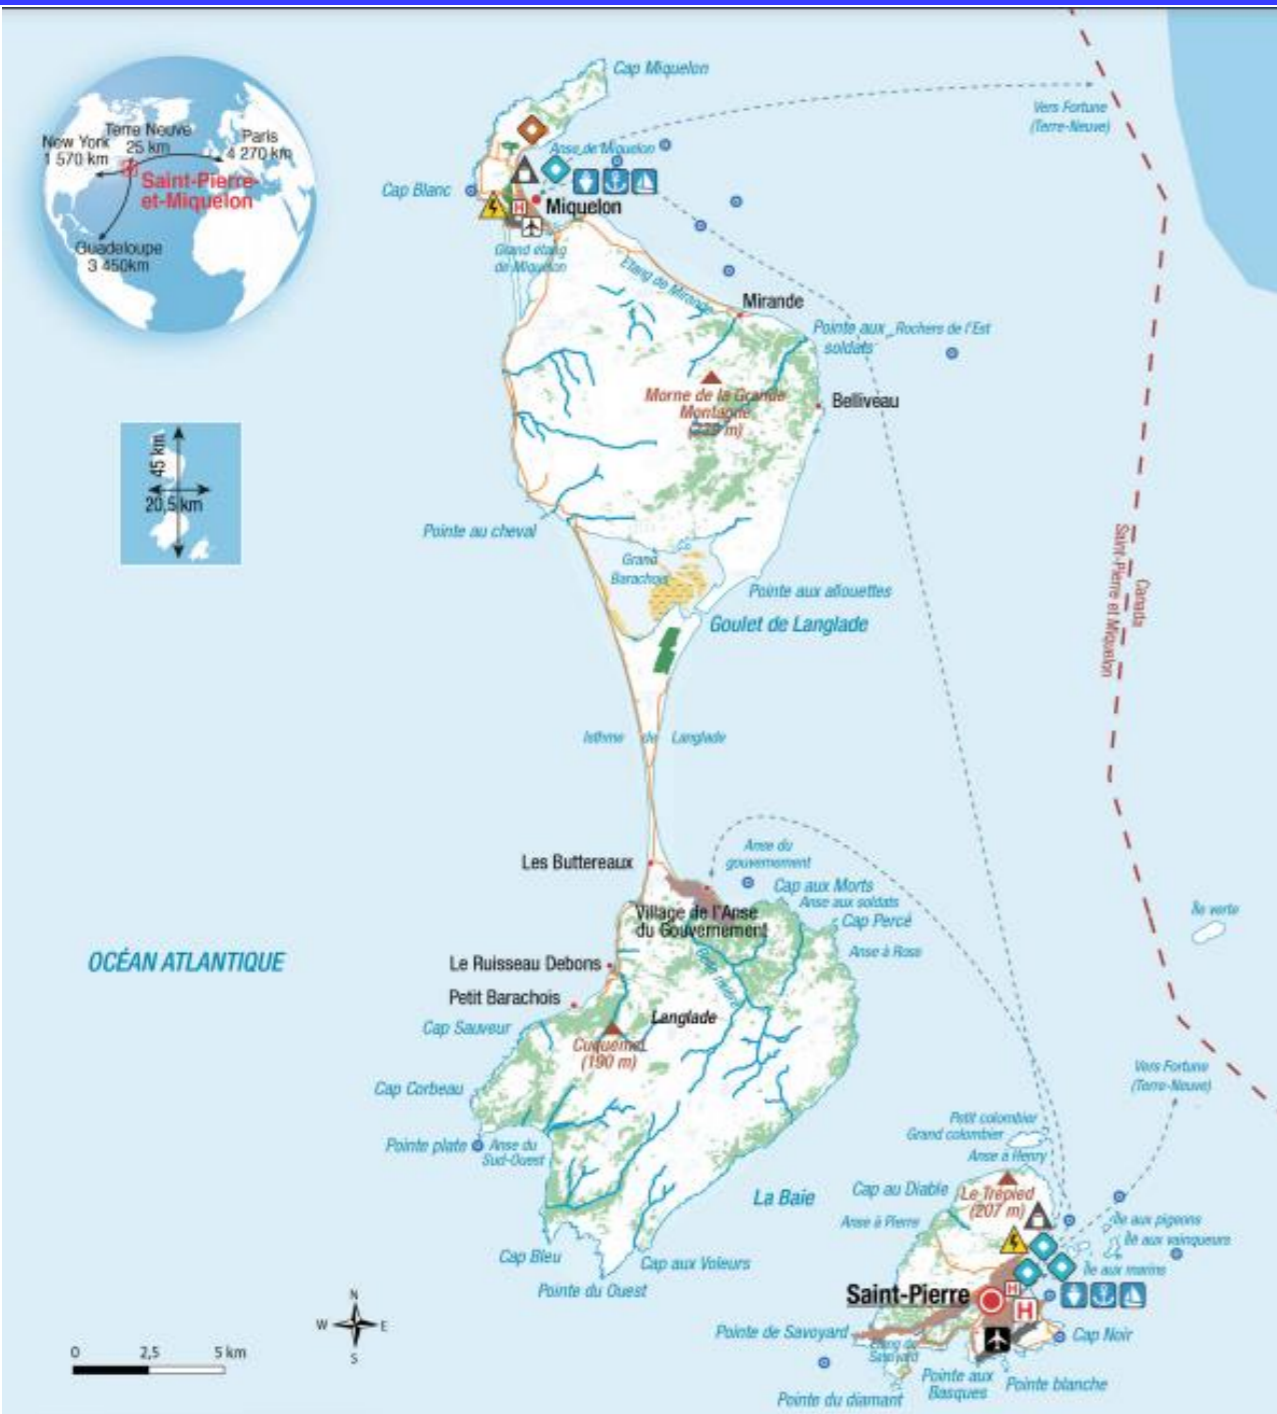 Cap Miquelon
Vers Fortune
(Terre-Neuve)
Terre Neuve
25 km
New York
1 570 km
Paris
4 270 km
Saint-Pierre-
et-Miquelon
Guadeloupe
3 450km
Anse de Miquelon
Cap Blanc
H
Miquelon
Grand étang
de Miquelon
Etang de Mirande
Mirande
Pointe aux
soldats
Rochers de l'Est
Morne de la Grande
Montagne
Belliveau
45 km
20,5 km
Pointe au cheval
Grand
Barachois
Pointe aux allouettes
Goulet de Langlade
Canada
Saint-Pierre et Miquelon
Isthme de Langlade
Les Buttereaux
Anse du
gouvernement
Cap aux Morts
Anse aux soldats
Cap Percé
Village de l'Anse
du Gouvernement
Île verte
Anse à Ross
OCÉAN ATLANTIQUE
Le Ruisseau Debons
Belle rivière
Petit Barachois
Langlade
Cap Sauveur
Cuquemel
(190 m)
Cap Corbeau
Vers Fortune
(Terre-Neuve)
Petit colombier
Grand colombier
Anse à Henry
Pointe plate
Anse du
Sud-Ouest
La Baie
Cap au Diable
Le Trépied
(207 m)
Anse à Pierre
Île aux pigeons
Île aux vainqueurs
Île aux marins
Cap Bleu
Cap aux Voleurs
Pointe du Ouest
Saint-Pierre
H
H
N
W
E
S
Pointe de Savoyard
Cap Noir
Etang de
Savoyard
0
2,5
5 km
Pointe aux
Basques
Pointe blanche
Pointe du diamant